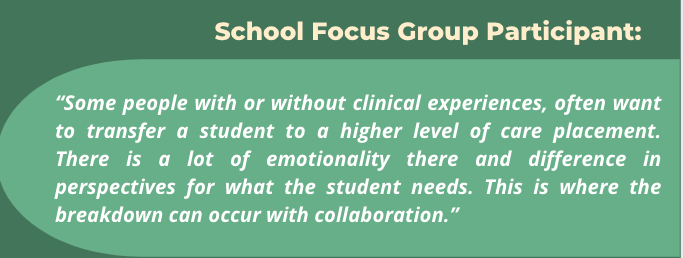 School Focus Group Participant:
“Some people with or without clinical experiences, often want
to transfer a student to a higher level of care placement.
There is a lot of emotionality there and difference in
perspectives for what the student needs. This is where the
breakdown can occur with collaboration.”